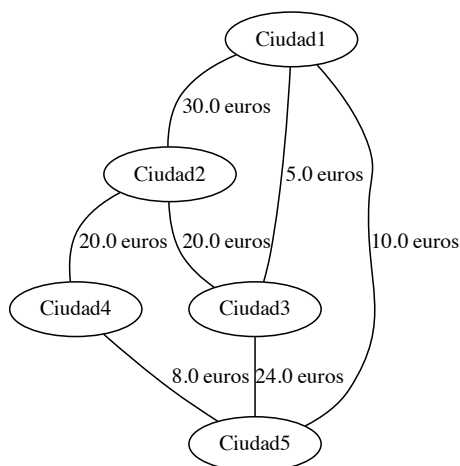 Ciudad1
30.0 euros
Ciudad2
5.0 euros
20.0 euros
20.0 euros
10.0 euros
Ciudad4
Ciudad3
8.0 euros
24.0 euros
Ciudad5